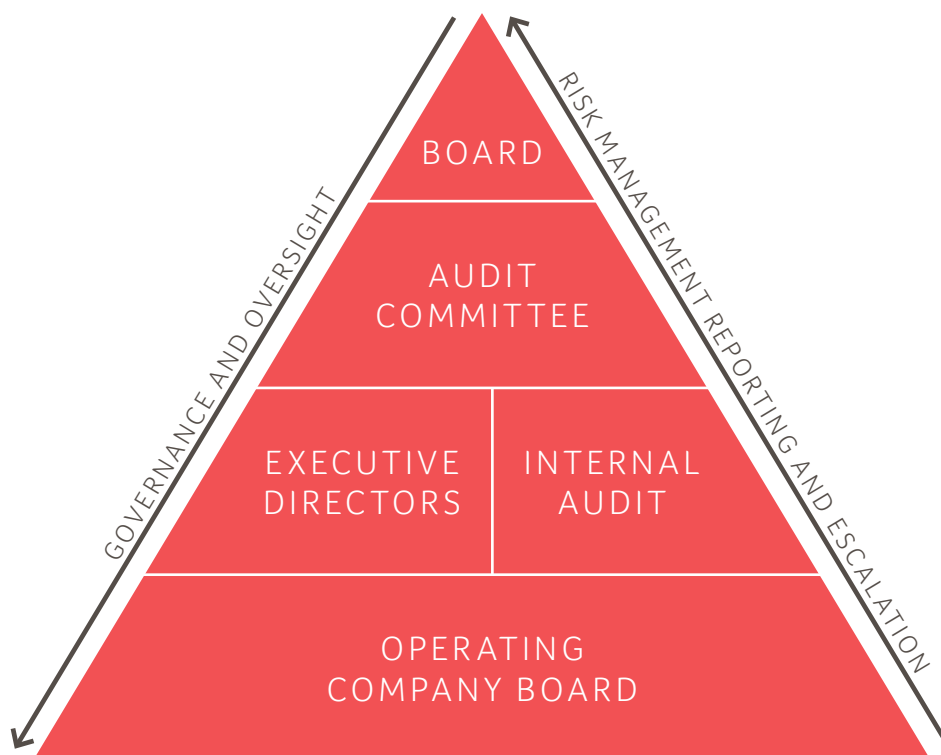 BOARD
AUDIT
COMMITTEE
EXECUTIVE
DIRECTORS
INTERNAL
AUDIT
OPERATING
COMPANY BOARD
GOVERNANCE AND OVERSIGHT
RISK MANAGEMENT REPORTING AND ESCALATION